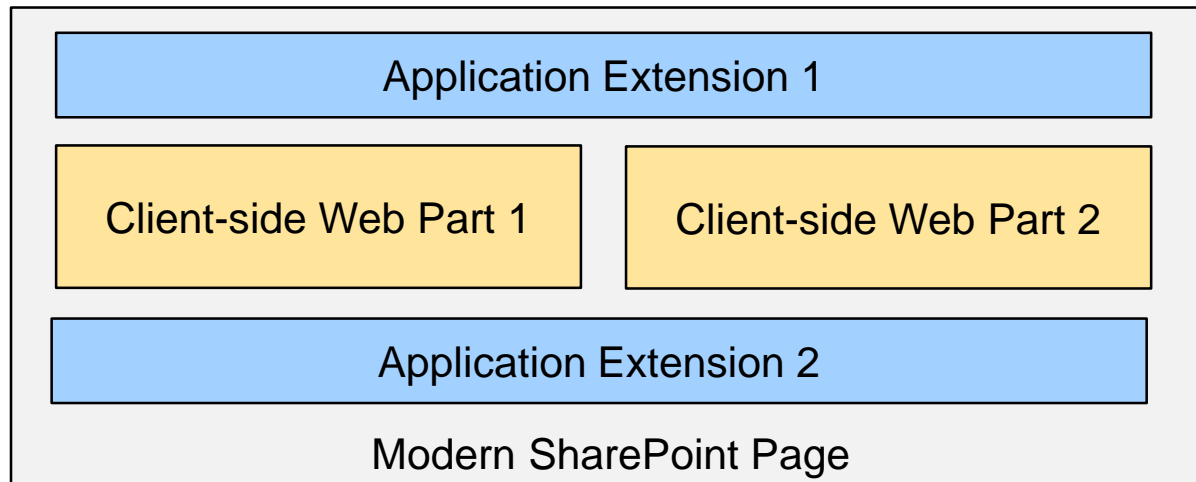 Application Extension 1
Client-side Web Part 1
Client-side Web Part 2
Application Extension 2
Modern SharePoint Page